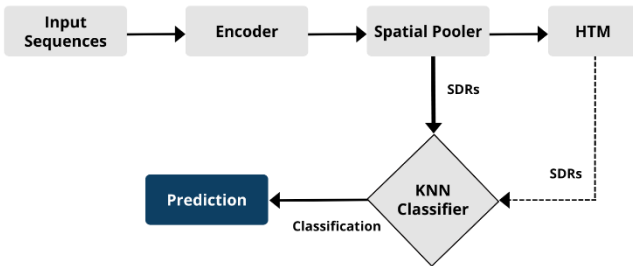 Input
Sequences
Encoder
Spatial Pooler
HTM
SDRs
SDRs
KNN
Classifier
Prediction
Classification